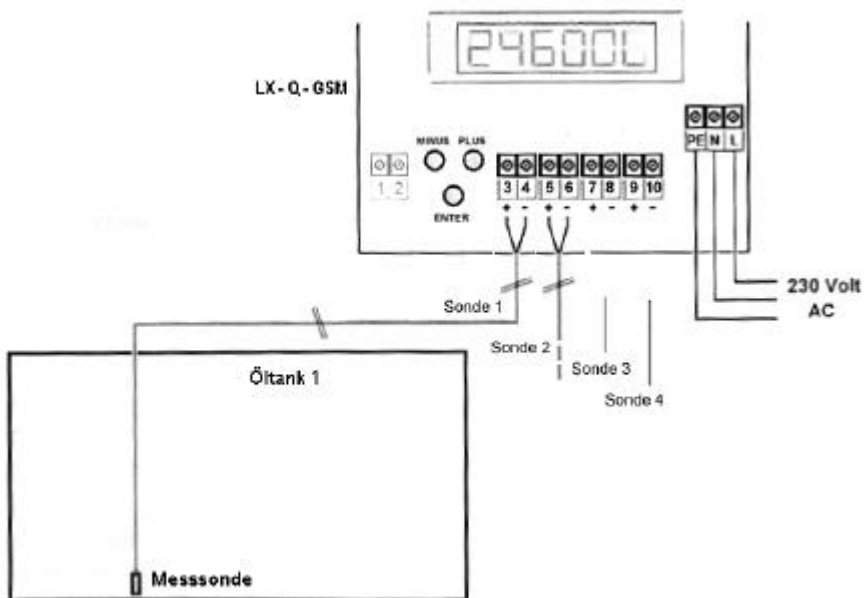 24600L
LX - Q - GSM
MINUS PLUS
PE N L
1 2
3 4 5 6 7 8 9 10
+ - + - + - + -
ENTER
230 Volt
AC
Sonde 1
Sonde 2
Sonde 3
Sonde 4
Öltank 1
Messsonde